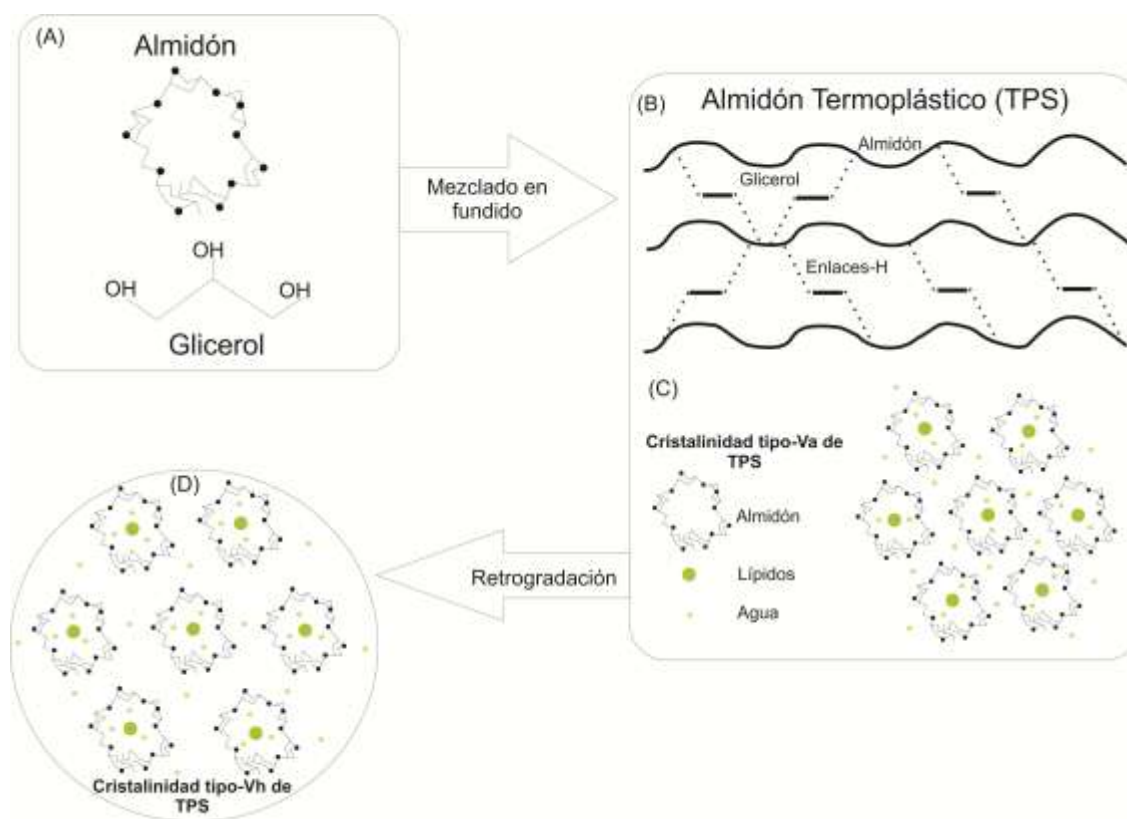 (A)
Almidón
OH
OH
OH
Glicerol
Mezclado en
fundido
(B)
Almidón Termoplástico (TPS)
Almidón
Glicerol
Enlaces-H
(C)
Cristalinidad tipo-Va de
TPS
Almidón
Lípidos
Agua
Retrogradación
(D)
Cristalinidad tipo-Vh de
TPS